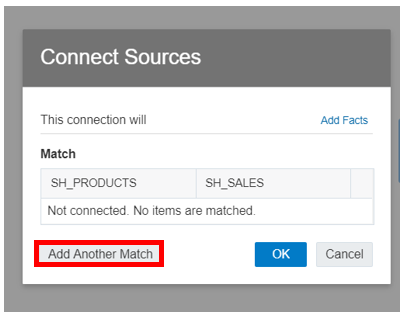 Connect Sources
This connection will Add Facts
Match
SH_PRODUCTS SH_SALES
Not connected. No items are matched.
Add Another Match OK Cancel